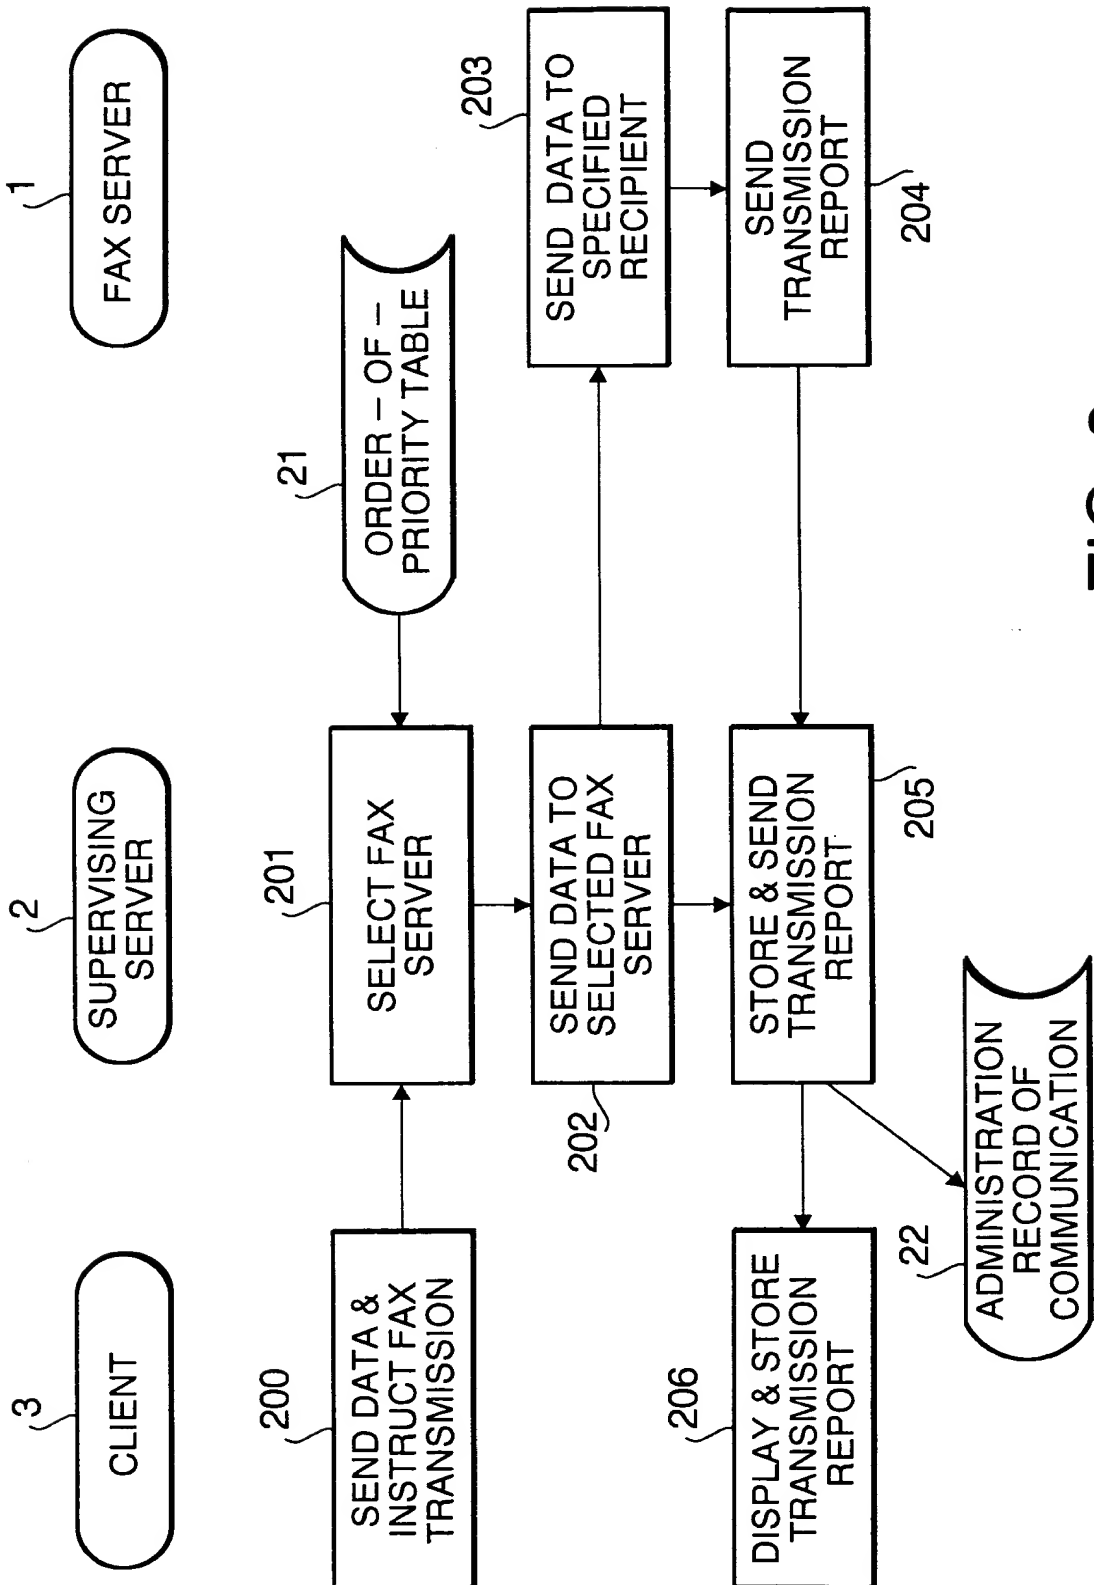 3
CLIENT
2
SUPERVISING
SERVER
1
FAX SERVER
200
SEND DATA &
INSTRUCT FAX
TRANSMISSION
201
SELECT FAX
SERVER
21
ORDER – OF –
PRIORITY TABLE
202
SEND DATA TO
SELECTED FAX
SERVER
203
SEND DATA TO
SPECIFIED
RECIPIENT
206
DISPLAY & STORE
TRANSMISSION
REPORT
205
STORE & SEND
TRANSMISSION
REPORT
204
SEND
TRANSMISSION
REPORT
22
ADMINISTRATION
RECORD OF
COMMUNICATION